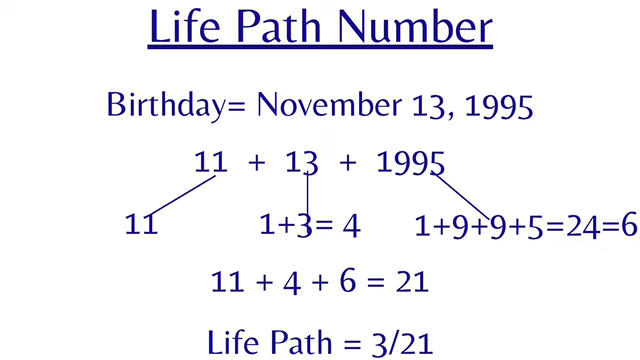 Life Path Number
Birthday= November 13, 1995
11 + 13 + 1995
11 1+3= 4 1+9+9+5=24=6
11 + 4 + 6 = 21
Life Path = 3/21